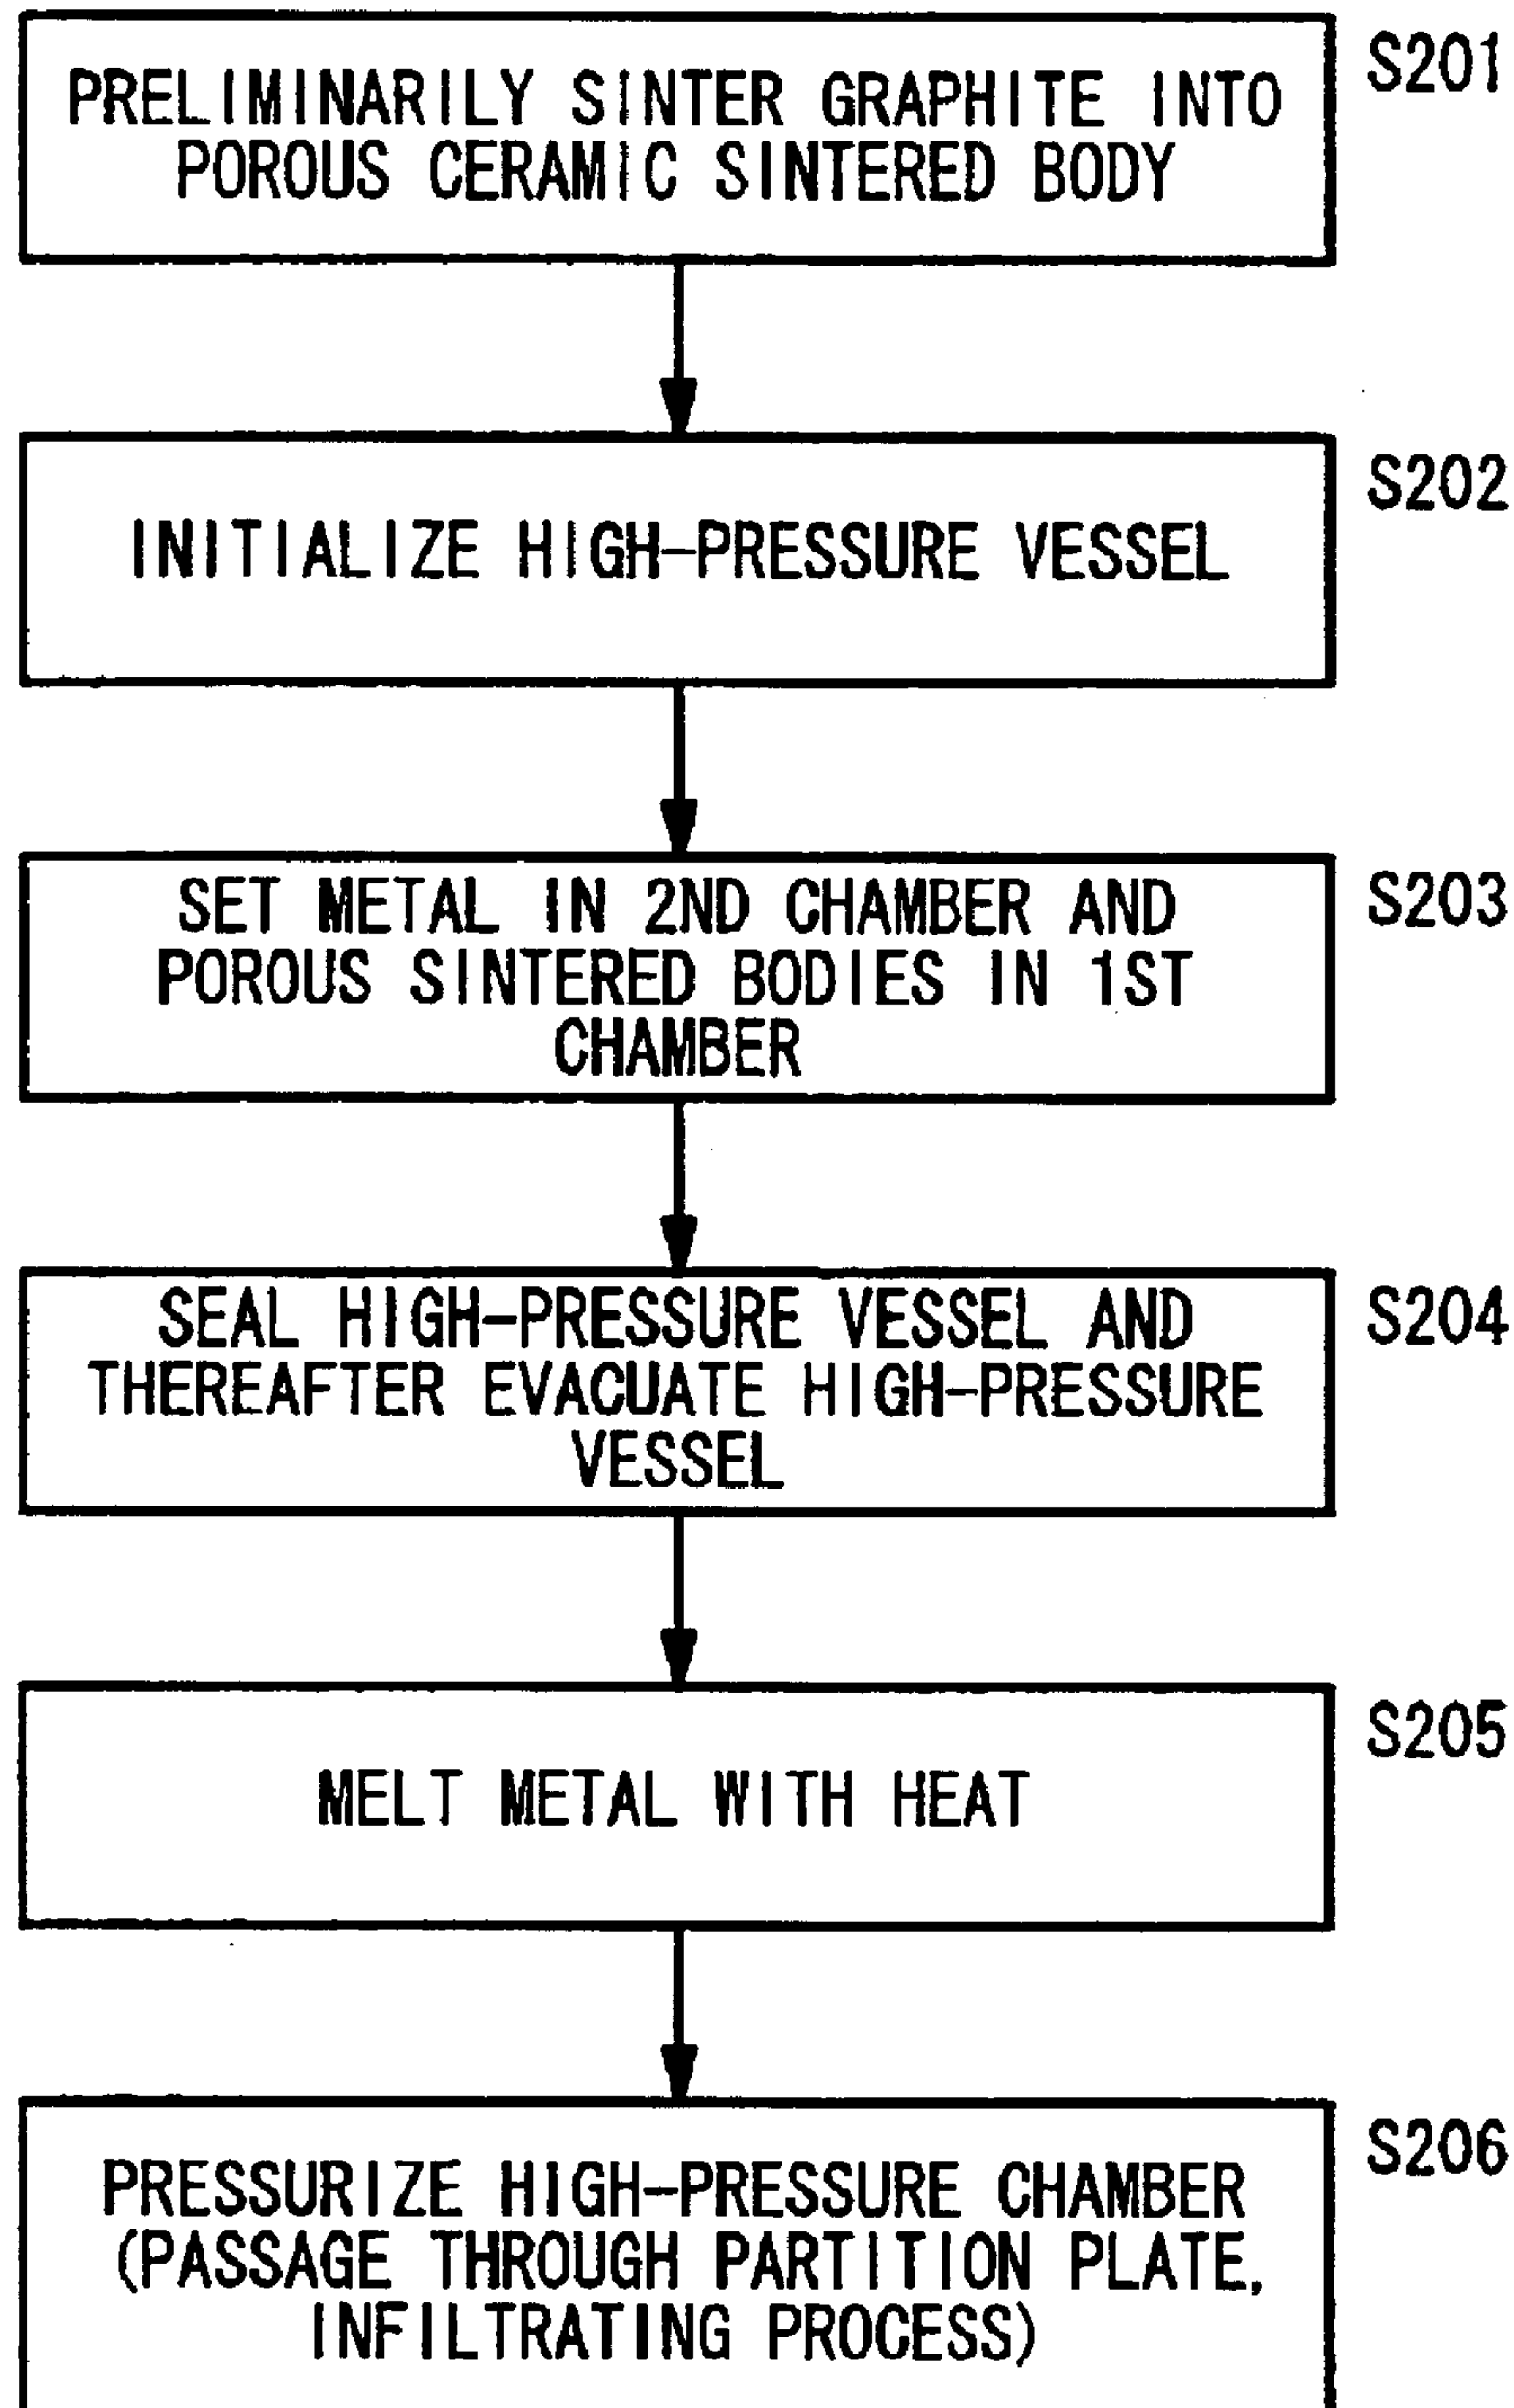 PRELIMINARILY SINTER GRAPHITE INTO
POROUS CERAMIC SINTERED BODY
S201
INITIALIZE HIGH-PRESSURE VESSEL
S202
SET METAL IN 2ND CHAMBER AND
POROUS SINTERED BODIES IN 1ST
CHAMBER
S203
SEAL HIGH-PRESSURE VESSEL AND
THEREAFTER EVACUATE HIGH-PRESSURE
VESSEL
S204
MELT METAL WITH HEAT
S205
PRESSURIZE HIGH-PRESSURE CHAMBER
(PASSAGE THROUGH PARTITION PLATE,
INFILTRATING PROCESS)
S206